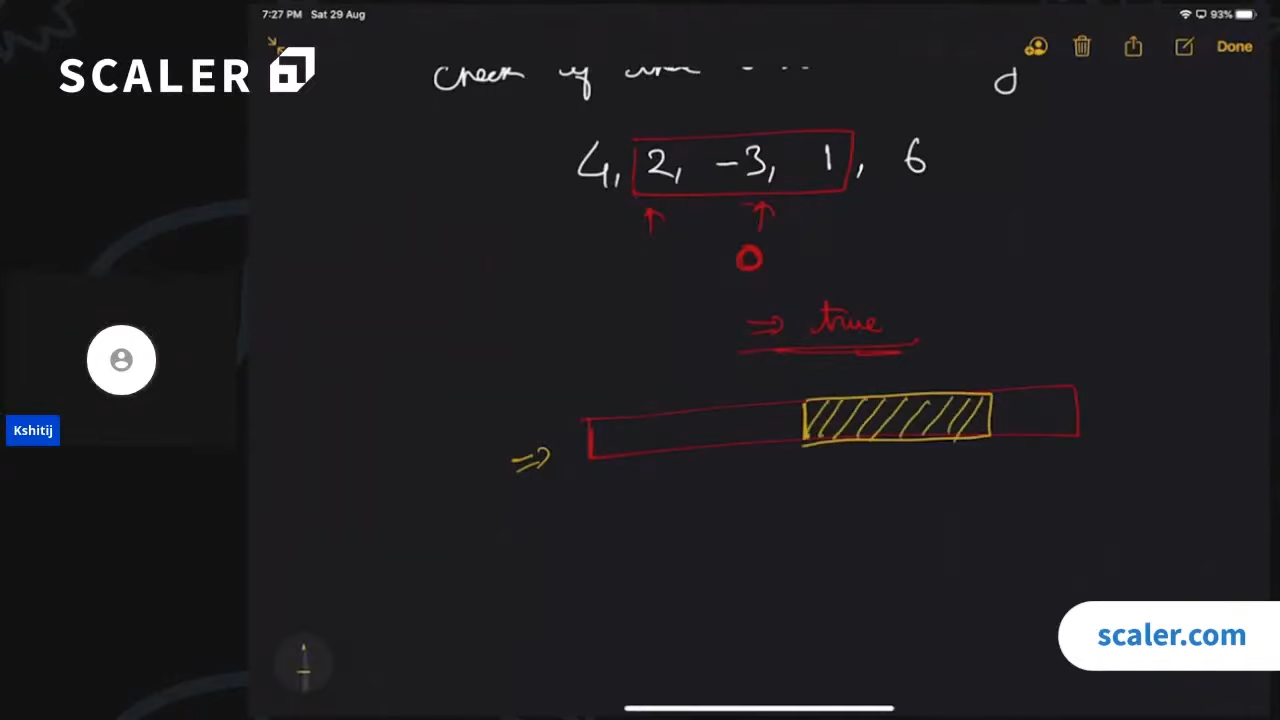 7:27 PM Sat 29 Aug
93%
Done
SCALER
Check if
4, 2, -3, 1, 6
0
⇒ true
⇒
Kshitij
scaler.com